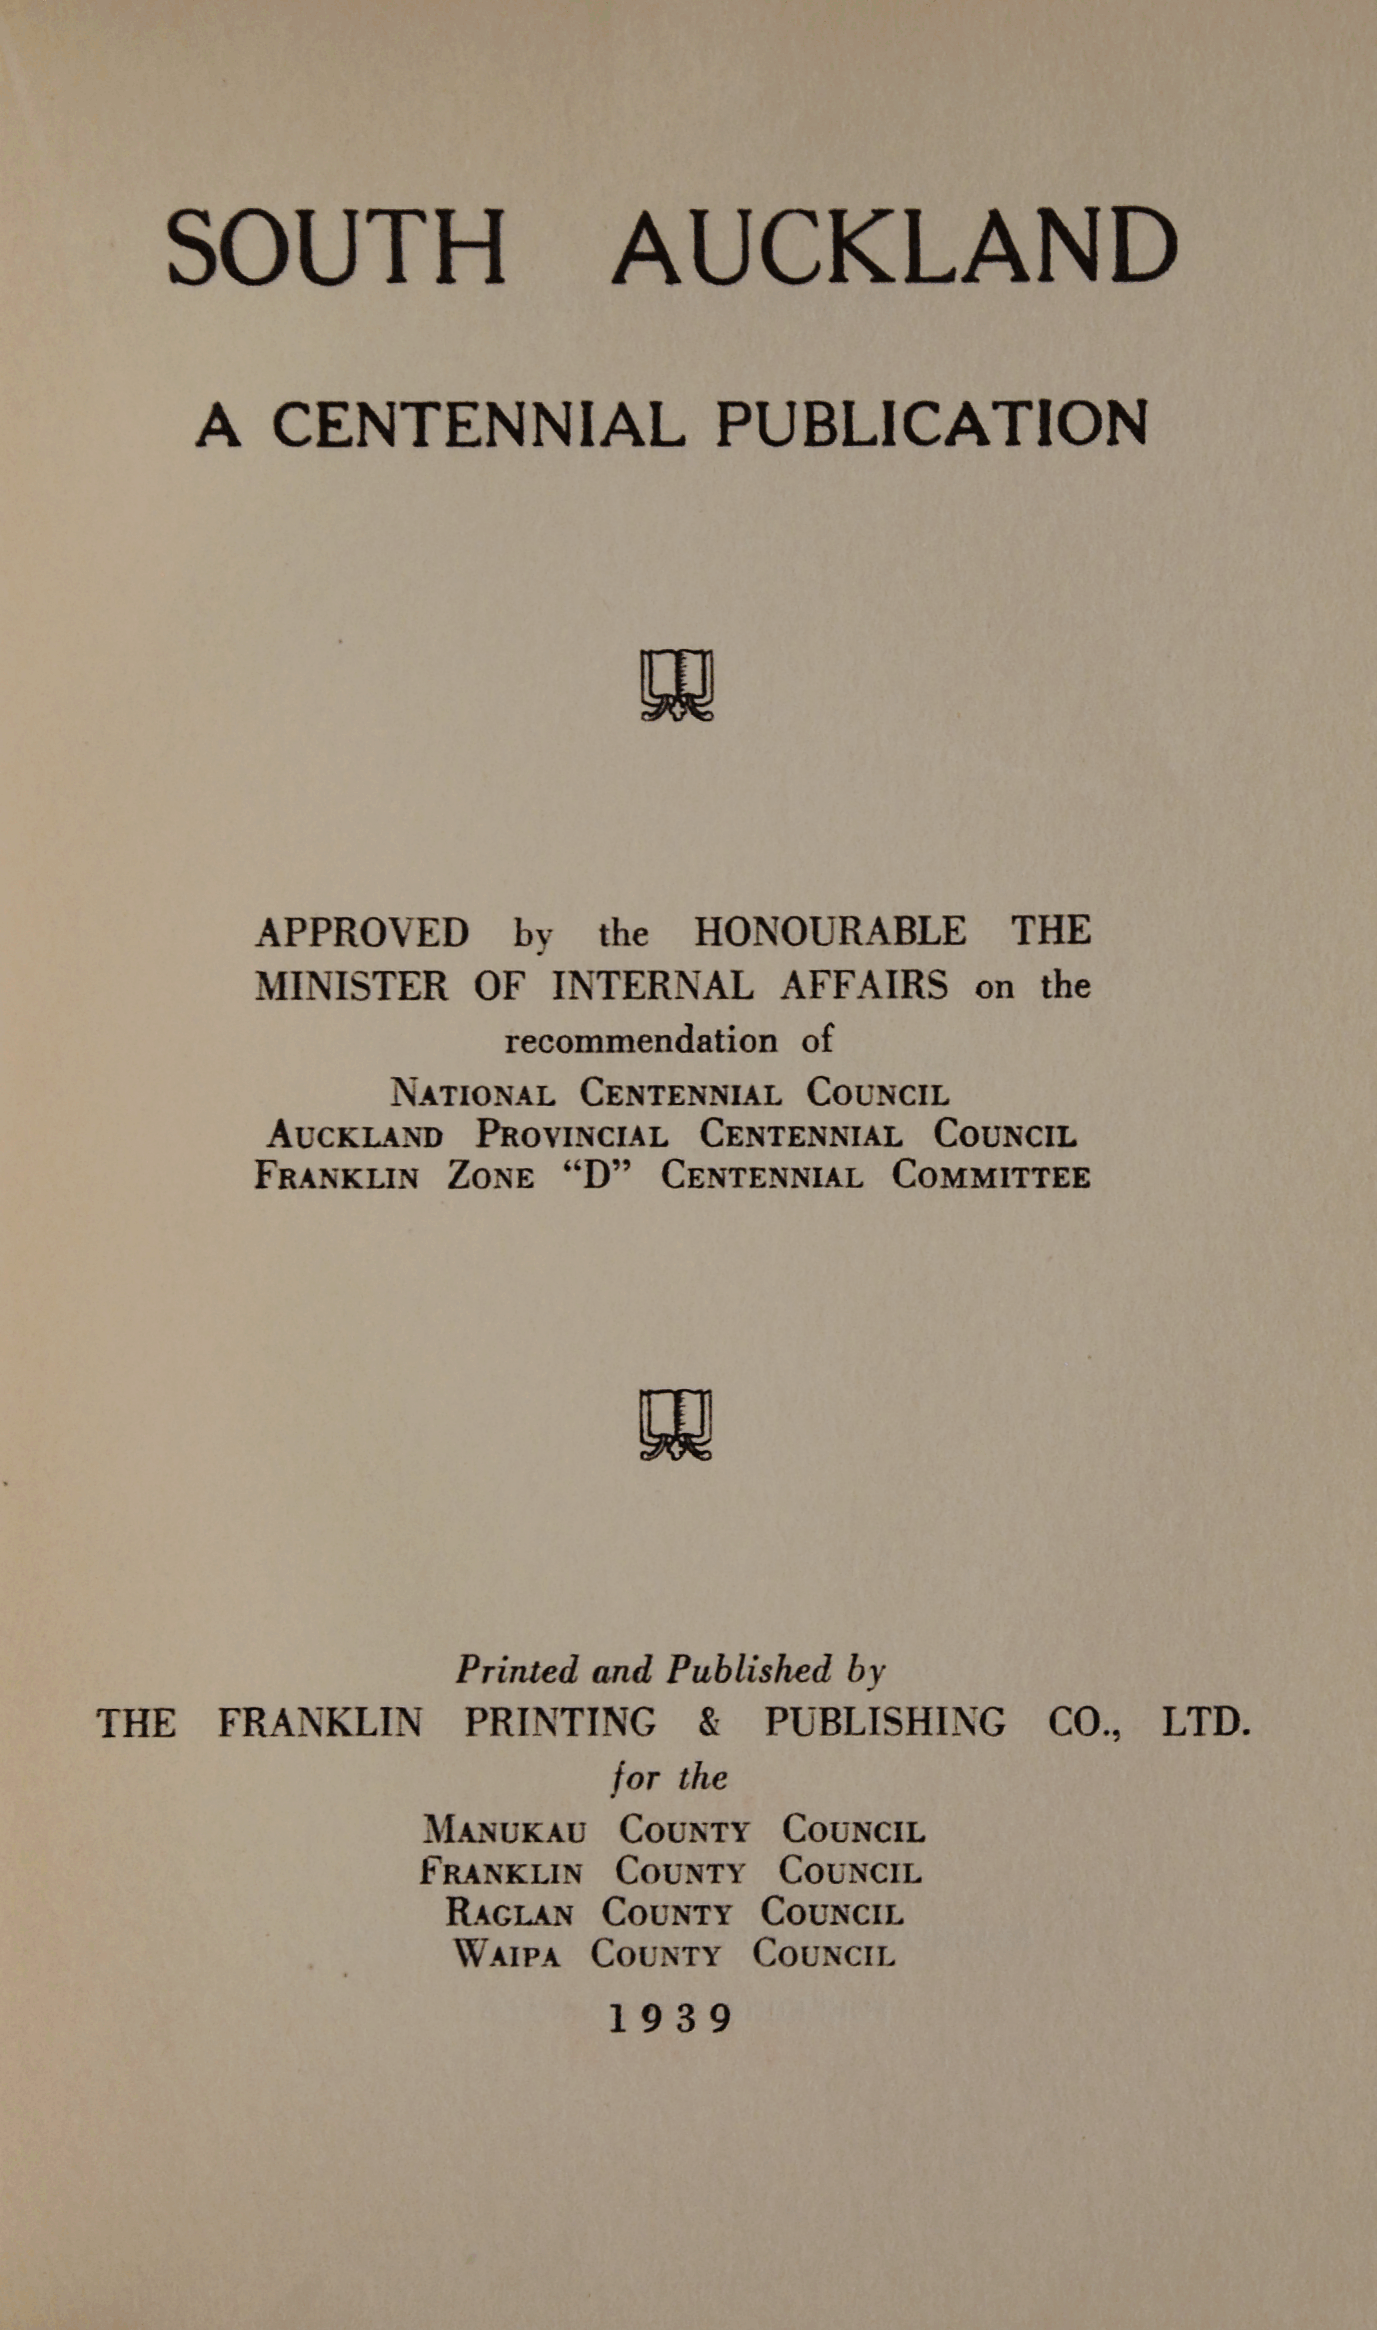 SOUTH AUCKLAND
A CENTENNIAL PUBLICATION
APPROVED by the HONOURABLE THE
MINISTER OF INTERNAL AFFAIRS on the
recommendation of
NATIONAL CENTENNIAL COUNCIL
AUCKLAND PROVINCIAL CENTENNIAL COUNCIL
FRANKLIN ZONE “D” CENTENNIAL COMMITTEE
Printed and Published by
THE FRANKLIN PRINTING & PUBLISHING CO., LTD.
for the
MANUKAU COUNTY COUNCIL
FRANKLIN COUNTY COUNCIL
RAGLAN COUNTY COUNCIL
WAIPA COUNTY COUNCIL
1939